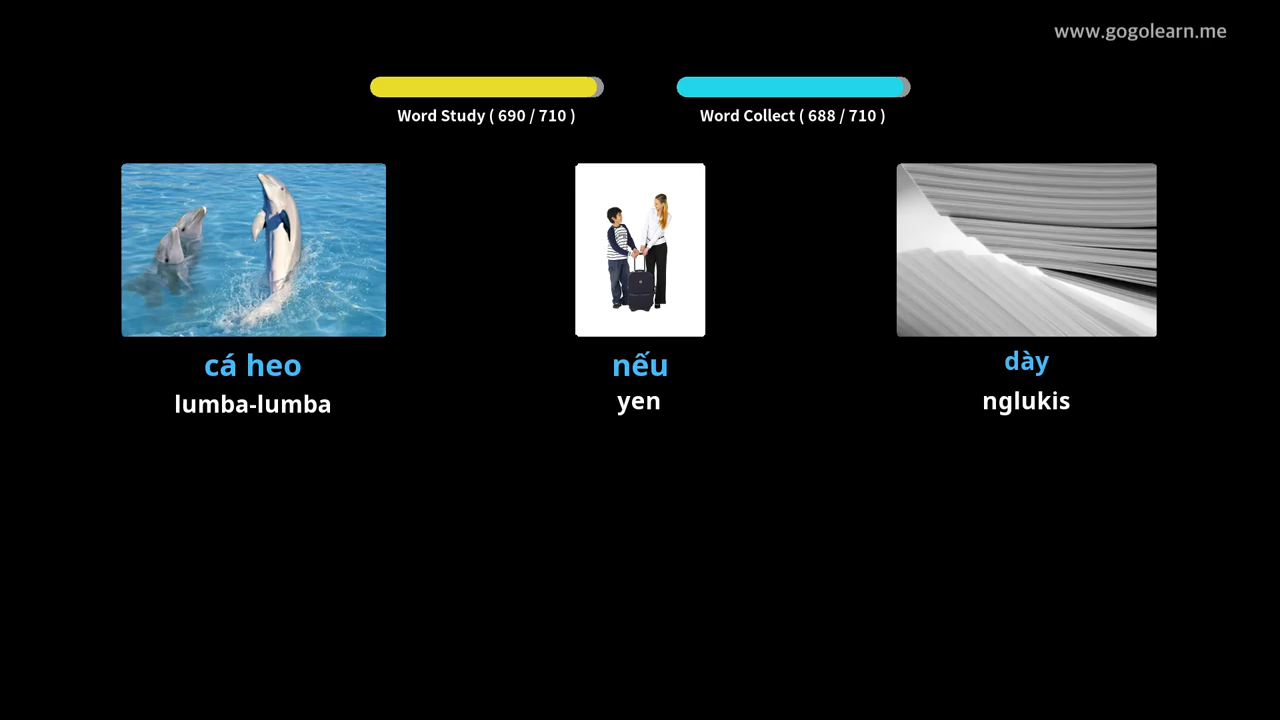 www.gogolearn.me
Word Study ( 690 / 710 )
Word Collect ( 688 / 710 )
cá heo
lumba-lumba
nếu
yen
dày
nglukis